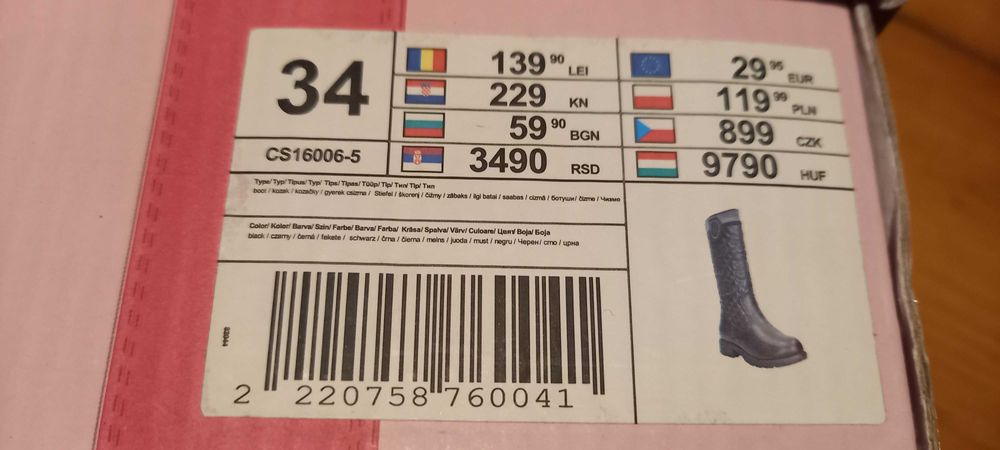 34
139 90 LEI
229 KN
59 90 BGN
3490 RSD
29 95 EUR
119 99 PLN
899 CZK
9790 HUF
CS16006-5
Type/ Typ/ Típus/ Typ/ Tips/ Tipas/ Tüüp/ Tip/ Тип/ Tip/ Тип
boot / kozak / kozačky / gyerek csizma / Stiefel / škorenj / čižmy / zābaks / ilgi batai / saabas / cizmă / ботуши / čizme / Чизме
Color/ Kolor/ Barva/ Szín/ Farbe/ Barva/ Farba/ Krāsa/ Spalva/ Värv/ Culoare/ Цвят/ Boja/ Боја
black / czarny / černá / fekete / schwarz / črna / čierna / melns / juoda / must / negru / Черен / crno / црна
2 220758 760041